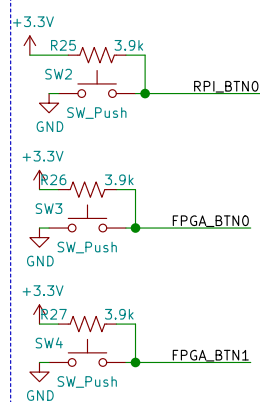 +3.3V
R25 3.9k
SW2
RPI_BTN0
GND
SW_Push
+3.3V
R26 3.9k
SW3
FPGA_BTN0
SW_Push
GND
+3.3V
R27 3.9k
SW4
FPGA_BTN1
SW_Push
GND